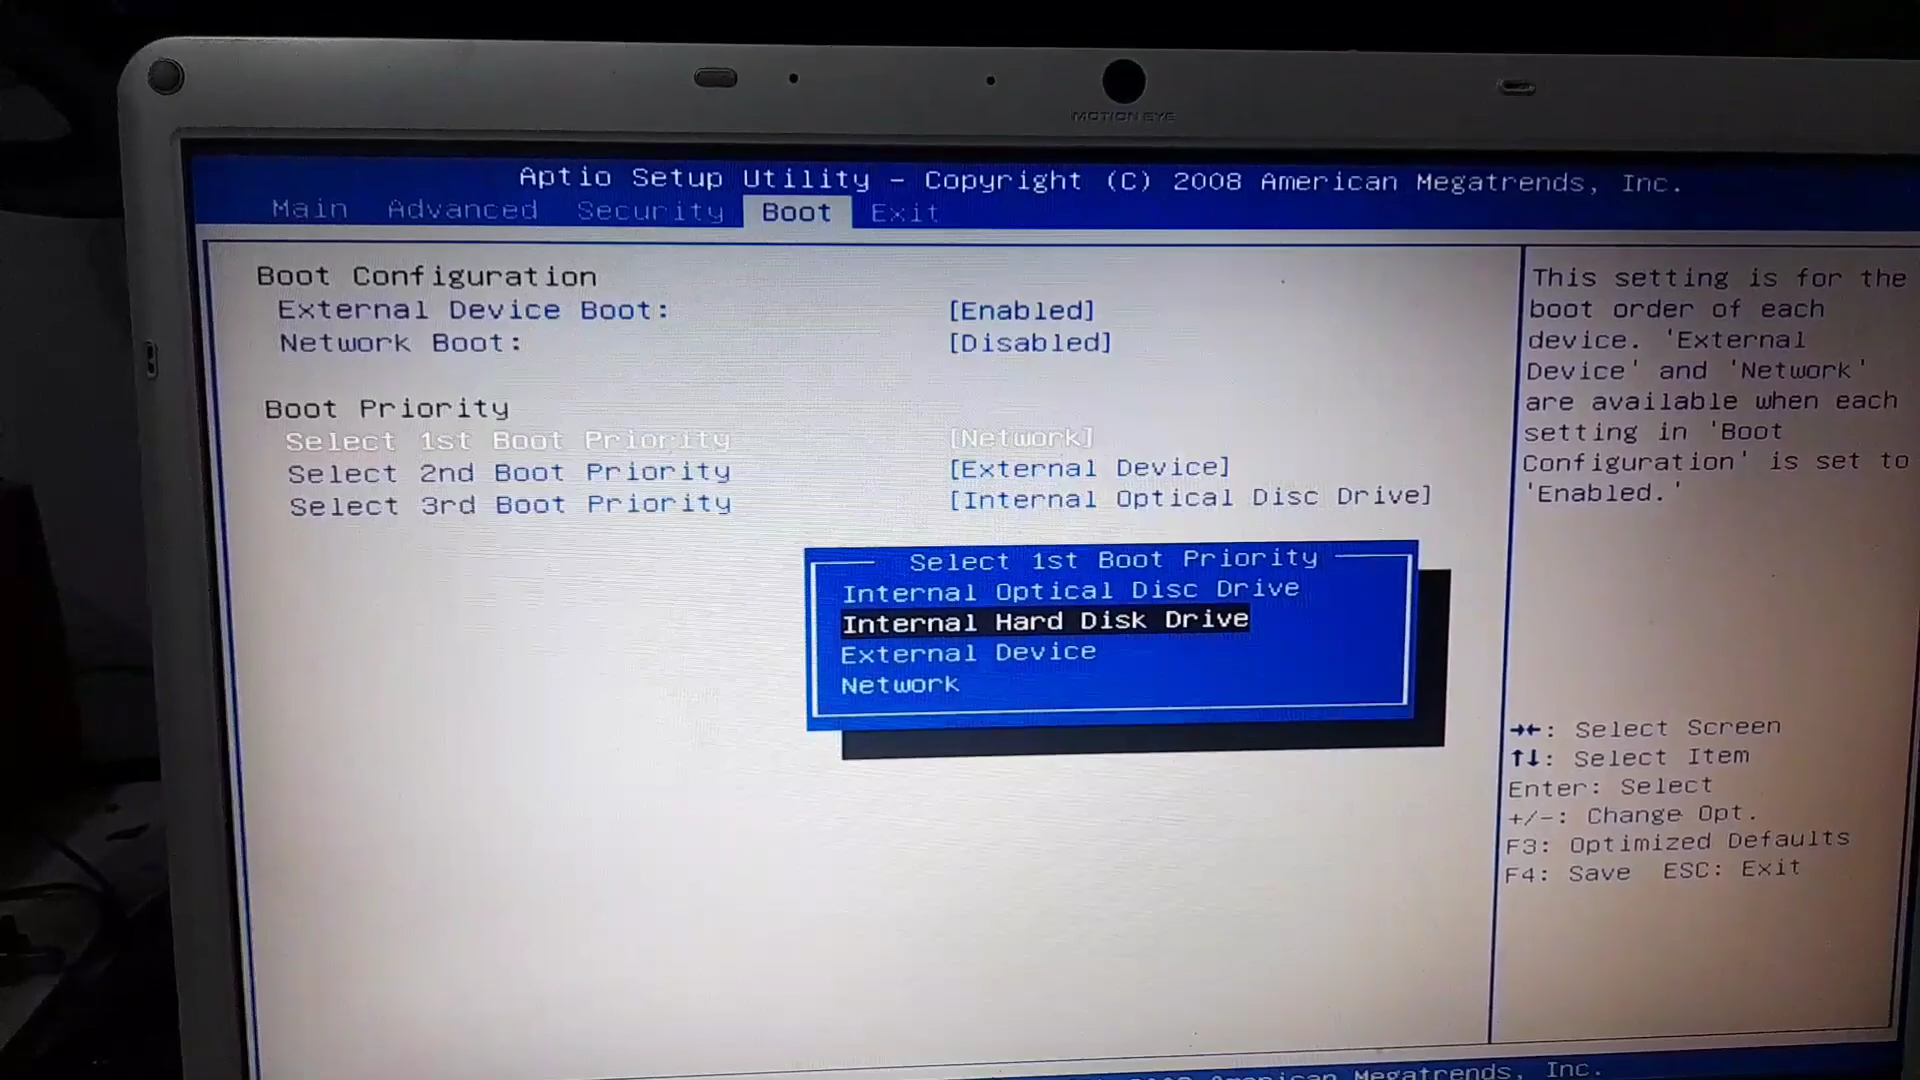 MOTION EYE
Aptio Setup Utility - Copyright (C) 2008 American Megatrends, Inc.
Main Advanced Security Boot Exit
Boot Configuration
External Device Boot: [Enabled]
Network Boot: [Disabled]
Boot Priority
Select 1st Boot Priority [Network]
Select 2nd Boot Priority [External Device]
Select 3rd Boot Priority [Internal Optical Disc Drive]
Select 1st Boot Priority
Internal Optical Disc Drive
Internal Hard Disk Drive
External Device
Network
This setting is for the
boot order of each
device. 'External
Device' and 'Network'
are available when each
setting in 'Boot
Configuration' is set to
'Enabled.'
→←: Select Screen
↑↓: Select Item
Enter: Select
+/-: Change Opt.
F3: Optimized Defaults
F4: Save ESC: Exit
American Megatrends, Inc.